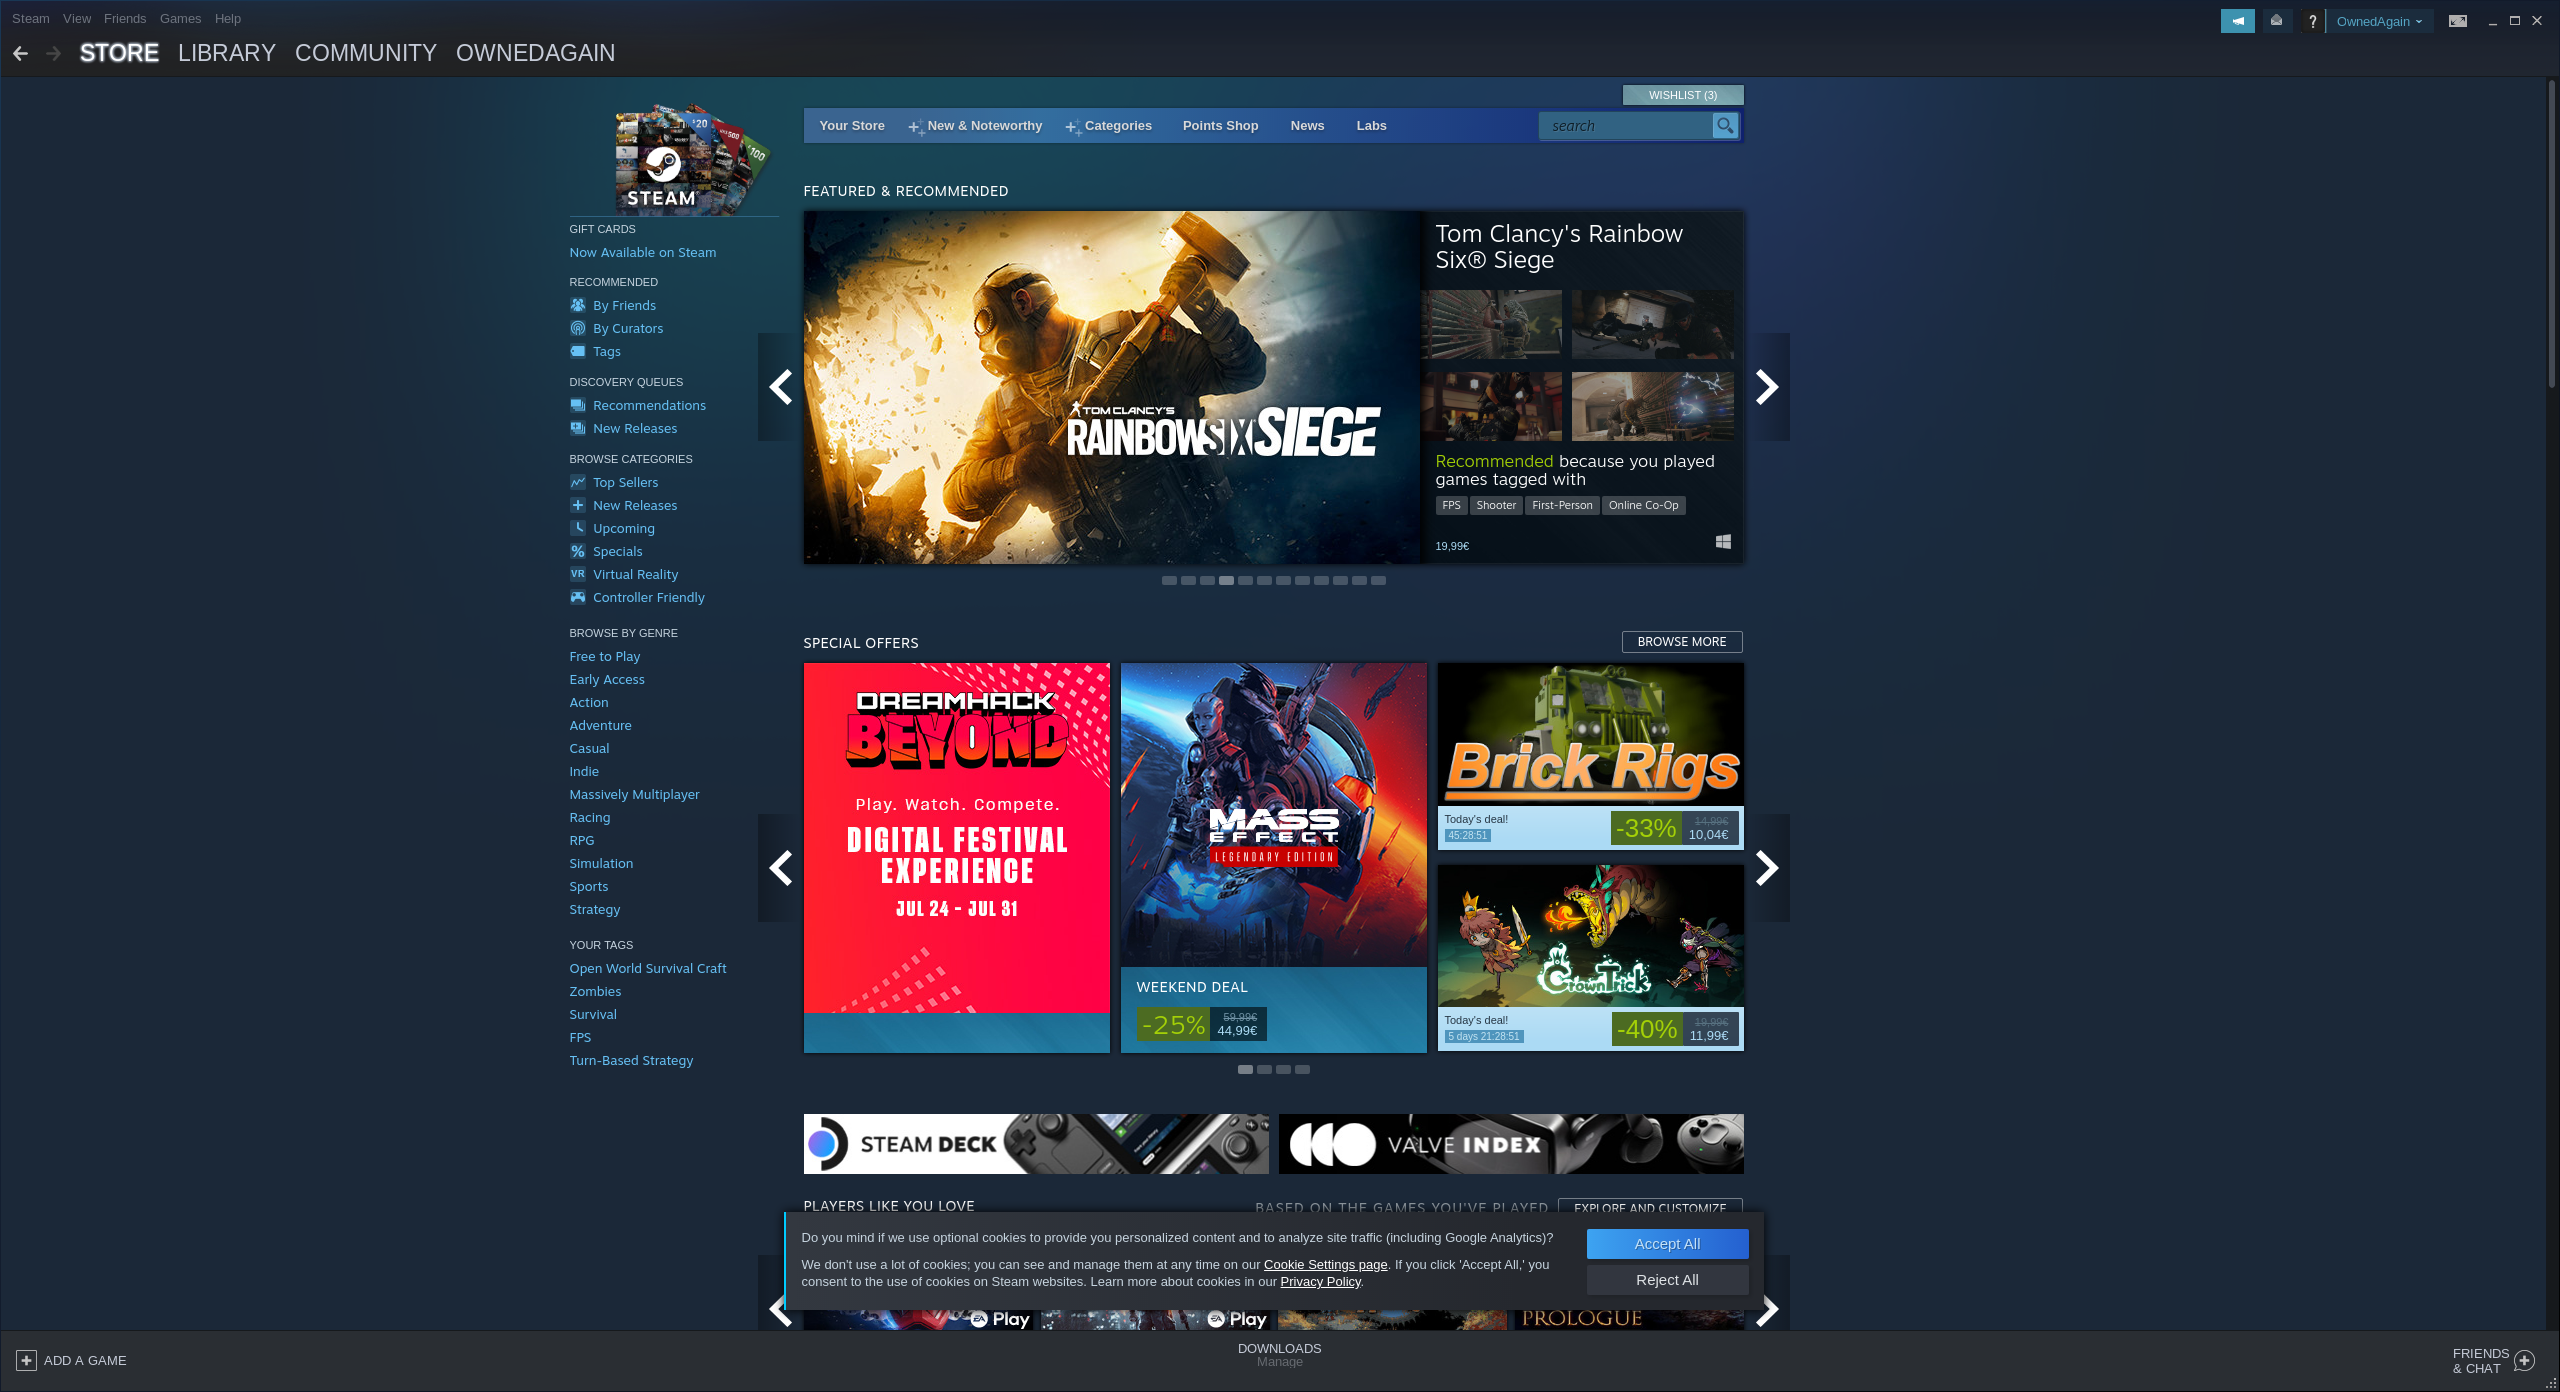 Steam View Friends Games Help
OwnedAgain
STORE LIBRARY COMMUNITY OWNEDAGAIN
WISHLIST (3)
Your Store New & Noteworthy Categories Points Shop News Labs
search
STEAM
GIFT CARDS
Now Available on Steam
RECOMMENDED
By Friends
By Curators
Tags
DISCOVERY QUEUES
Recommendations
New Releases
BROWSE CATEGORIES
Top Sellers
New Releases
Upcoming
Specials
VR Virtual Reality
Controller Friendly
BROWSE BY GENRE
Free to Play
Early Access
Action
Adventure
Casual
Indie
Massively Multiplayer
Racing
RPG
Simulation
Sports
Strategy
YOUR TAGS
Open World Survival Craft
Zombies
Survival
FPS
Turn-Based Strategy
FEATURED & RECOMMENDED
TOM CLANCY'S
RAINBOW SIX SIEGE
Tom Clancy's Rainbow
Six® Siege
Recommended because you played
games tagged with
FPS Shooter First-Person Online Co-Op
19,99€
SPECIAL OFFERS
BROWSE MORE
DREAMHACK
BEYOND
Play. Watch. Compete.
DIGITAL FESTIVAL
EXPERIENCE
JUL 24 - JUL 31
MASS
EFFECT
LEGENDARY EDITION
WEEKEND DEAL
-25%
59,99€
44,99€
Brick Rigs
Today's deal!
45:28:51
-33%
14,99€
10,04€
Crown Trick
Today's deal!
5 days 21:28:51
-40%
19,99€
11,99€
STEAM DECK
VALVE INDEX
PLAYERS LIKE YOU LOVE
BASED ON THE GAMES YOU'VE PLAYED
EXPLORE AND CUSTOMIZE
Do you mind if we use optional cookies to provide you personalized content and to analyze site traffic (including Google Analytics)?
We don't use a lot of cookies; you can see and manage them at any time on our Cookie Settings page. If you click 'Accept All,' you
consent to the use of cookies on Steam websites. Learn more about cookies in our Privacy Policy.
Accept All
Reject All
EA Play
EA Play
PROLOGUE
ADD A GAME
DOWNLOADS
Manage
FRIENDS
& CHAT